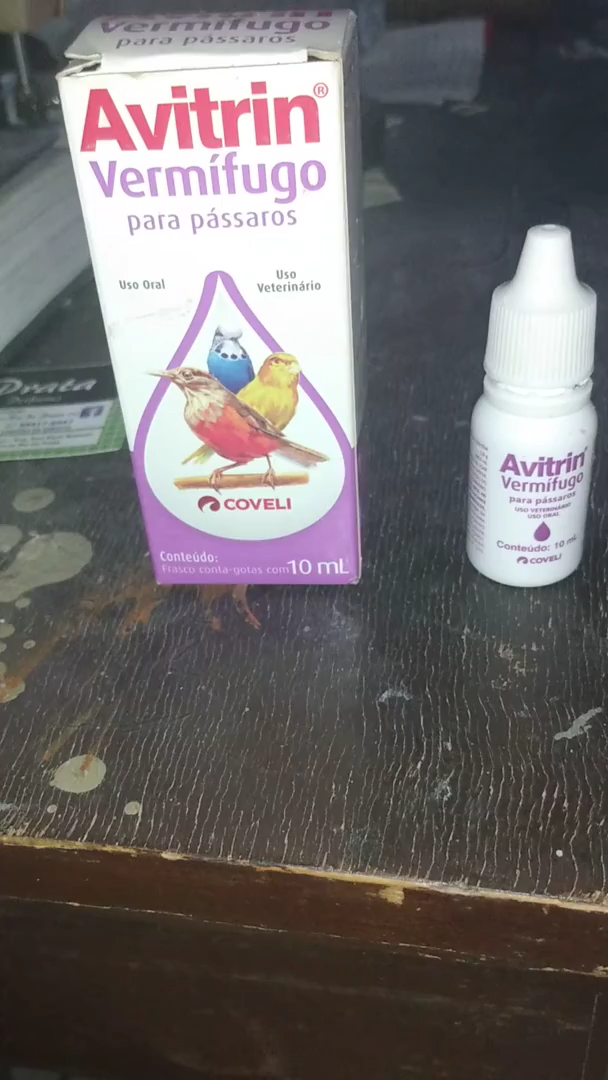 Vermífugo
para pássaros
Avitrin®
Vermífugo
para pássaros
Uso Oral
Uso
Veterinário
COVELI
Conteúdo:
Frasco conta-gotas com 10 mL
Prata
Avitrin
Vermífugo
para pássaros
USO VETERINÁRIO
USO ORAL
Conteúdo: 10 mL
COVELI